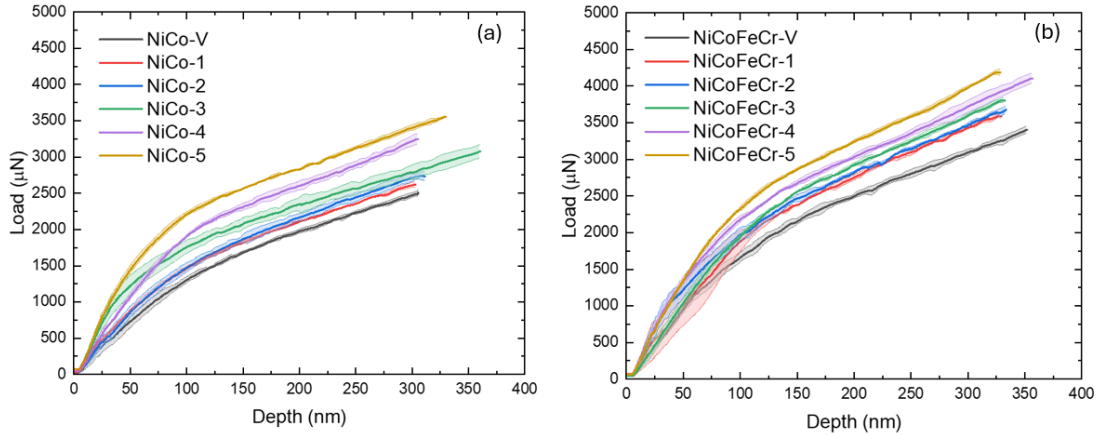 (a)
NiCo-V
NiCo-1
NiCo-2
NiCo-3
NiCo-4
NiCo-5
5000
4500
4000
3500
3000
2500
2000
1500
1000
500
0
Load (μN)
0 50 100 150 200 250 300 350 400
Depth (nm)
(b)
NiCoFeCr-V
NiCoFeCr-1
NiCoFeCr-2
NiCoFeCr-3
NiCoFeCr-4
NiCoFeCr-5
5000
4500
4000
3500
3000
2500
2000
1500
1000
500
0
Load (μN)
0 50 100 150 200 250 300 350 400
Depth (nm)